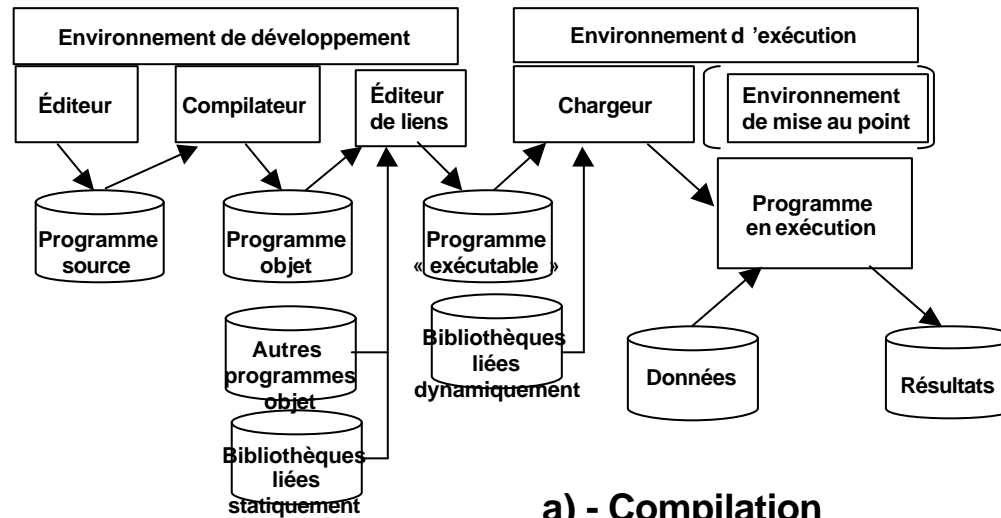 Environnement de développement
Environnement d ’exécution
Éditeur
Compilateur
Éditeur
de liens
Chargeur
Environnement
de mise au point
Programme
source
Programme
objet
Programme
« exécutable »
Programme
en exécution
Autres
programmes
objet
Bibliothèques
liées
dynamiquement
Données
Résultats
Bibliothèques
liées
statiquement
a) - Compilation